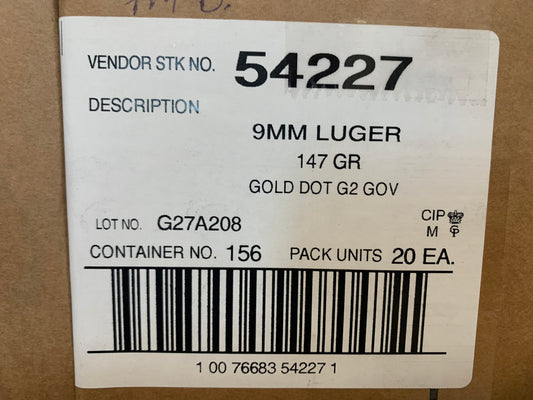 VENDOR STK NO. 54227
DESCRIPTION
9MM LUGER
147 GR
GOLD DOT G2 GOV
LOT NO. G27A208
CIP
M
CONTAINER NO. 156 PACK UNITS 20 EA.
1 00 76683 54227 1